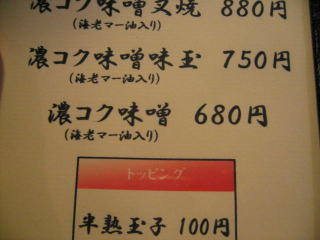 濃コク味噌叉焼 880円
(海老マー油入り)
濃コク味噌味玉 750円
(海老マー油入り)
濃コク味噌 680円
(海老マー油入り)
トッピング
半熟玉子 100円